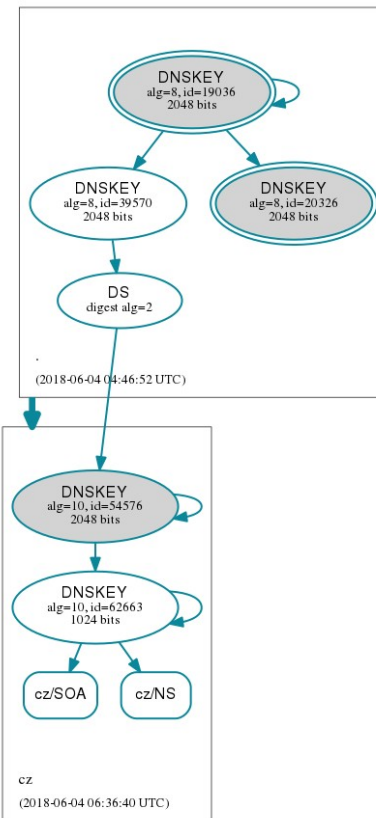 DNSKEY
alg=8, id=19036
2048 bits
DNSKEY
alg=8, id=39570
2048 bits
DNSKEY
alg=8, id=20326
2048 bits
DS
digest alg=2
.
(2018-06-04 04:46:52 UTC)
DNSKEY
alg=10, id=54576
2048 bits
DNSKEY
alg=10, id=62663
1024 bits
cz/SOA
cz/NS
cz
(2018-06-04 06:36:40 UTC)